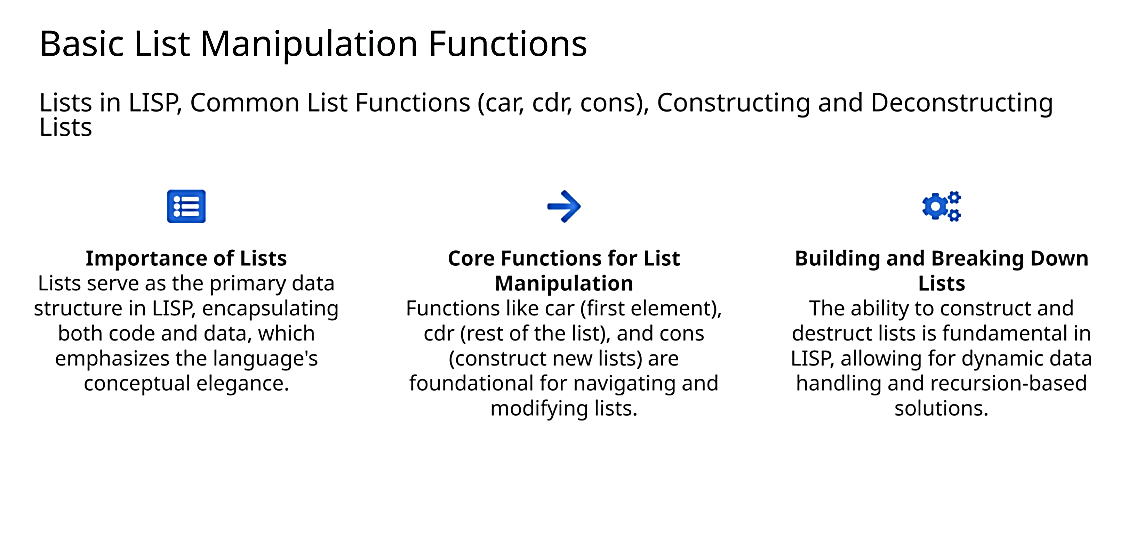 Basic List Manipulation Functions
Lists in LISP, Common List Functions (car, cdr, cons), Constructing and Deconstructing
Lists
Importance of Lists
Lists serve as the primary data
structure in LISP, encapsulating
both code and data, which
emphasizes the language's
conceptual elegance.
Core Functions for List
Manipulation
Functions like car (first element),
cdr (rest of the list), and cons
(construct new lists) are
foundational for navigating and
modifying lists.
Building and Breaking Down
Lists
The ability to construct and
destruct lists is fundamental in
LISP, allowing for dynamic data
handling and recursion-based
solutions.